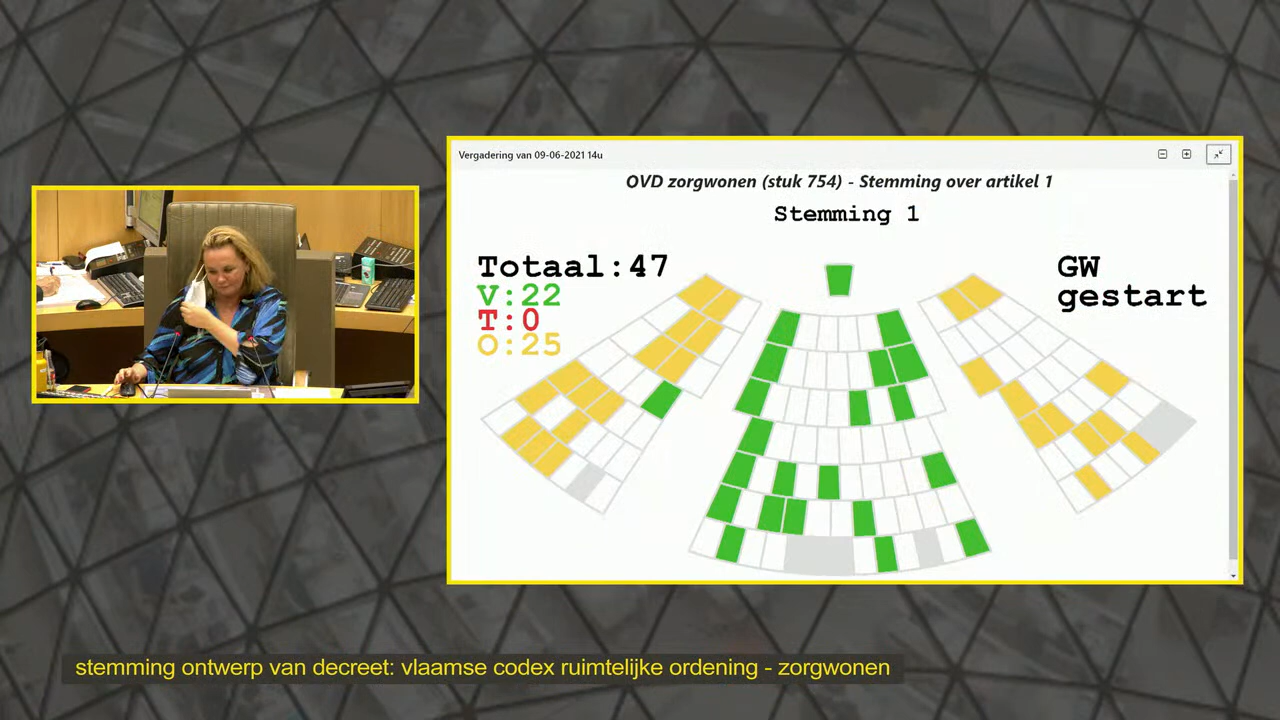 Vergadering van 09-06-2021 14u
OVD zorgwonen (stuk 754) - Stemming over artikel 1
Stemming 1
Totaal:47
V:22
T:0
O:25
GW
gestart
stemming ontwerp van decreet: vlaamse codex ruimtelijke ordening - zorgwonen